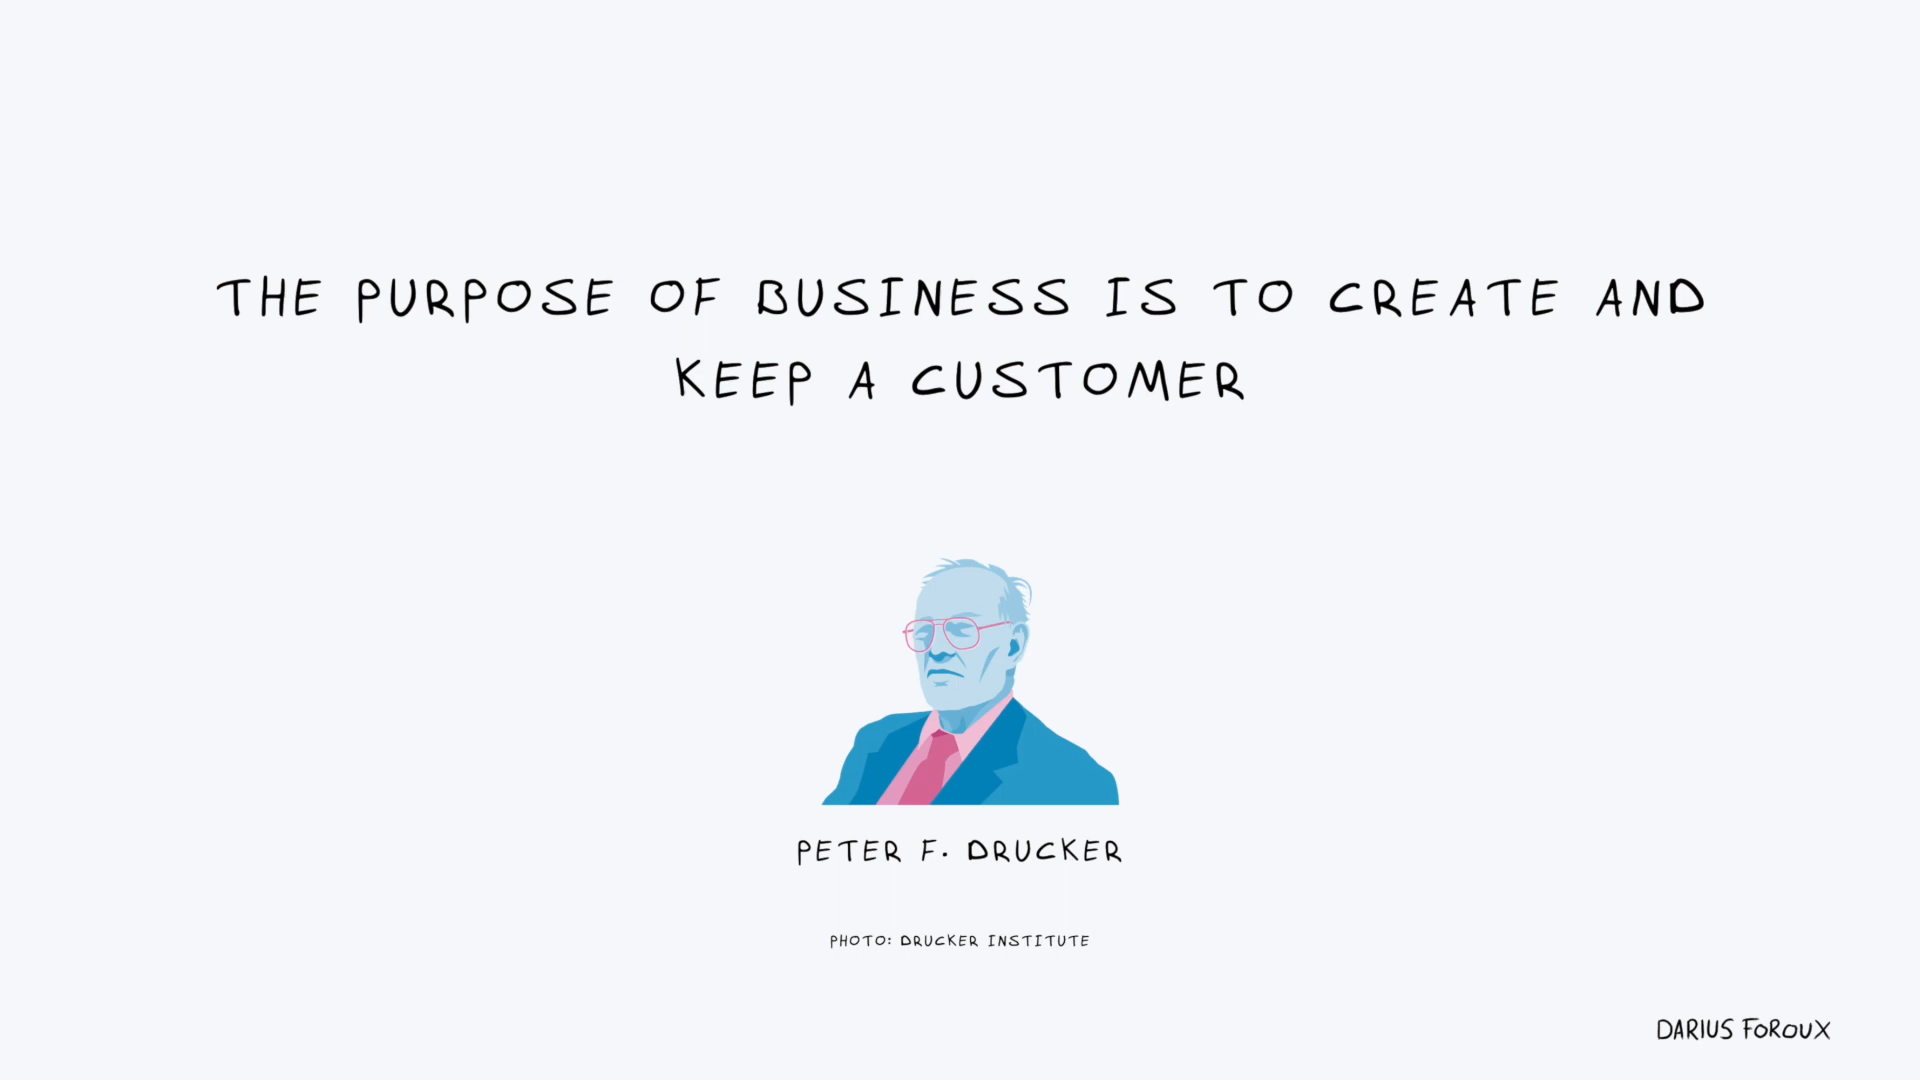 THE PURPOSE OF BUSINESS IS TO CREATE AND
KEEP A CUSTOMER
PETER F. DRUCKER
PHOTO: DRUCKER INSTITUTE
DARIUS FOROUX